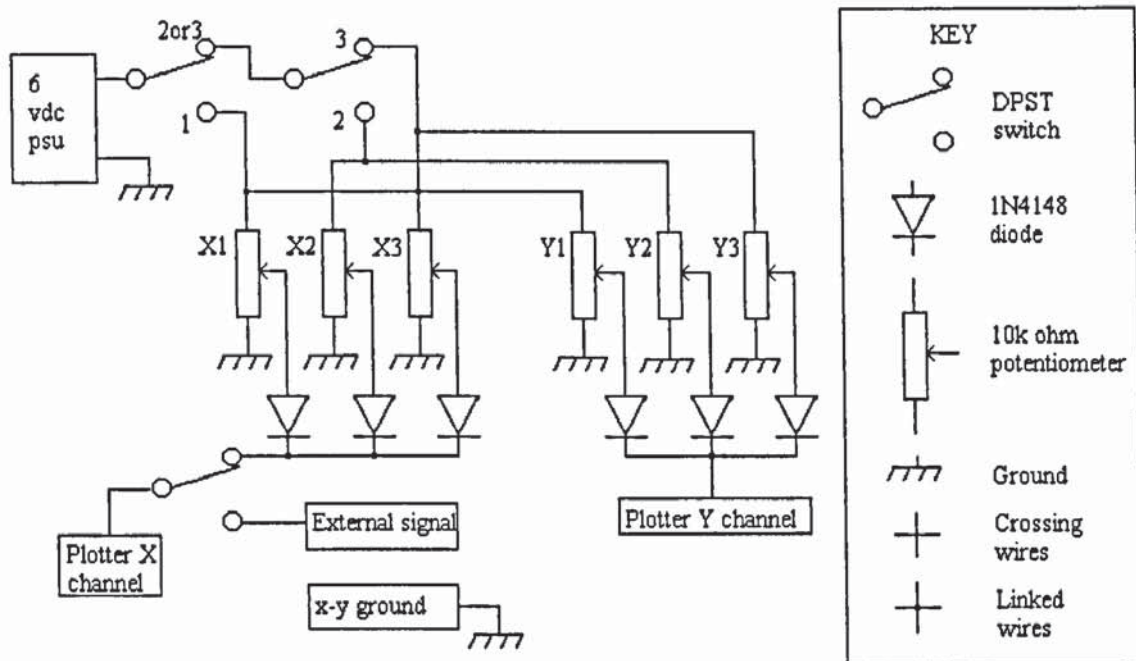 6
vdc
psu
2or3
3
1
2
X1
X2
X3
Y1
Y2
Y3
External signal
Plotter X
channel
Plotter Y channel
x-y ground
KEY
DPST
switch
1N4148
diode
10k ohm
potentiometer
Ground
Crossing
wires
Linked
wires